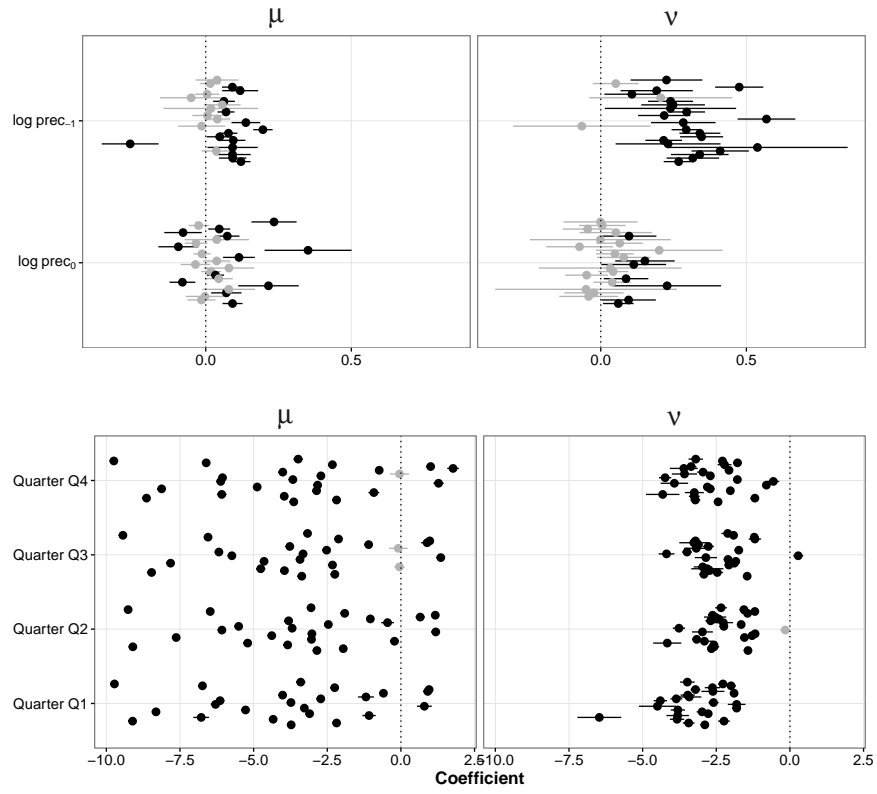 μ ν
log prec₋₁
log prec₀
0.0 0.5 0.0 0.5
μ ν
Quarter Q4
Quarter Q3
Quarter Q2
Quarter Q1
−10.0 −7.5 −5.0 −2.5 0.0 2.5 −10.0 −7.5 −5.0 −2.5 0.0 2.5
Coefficient